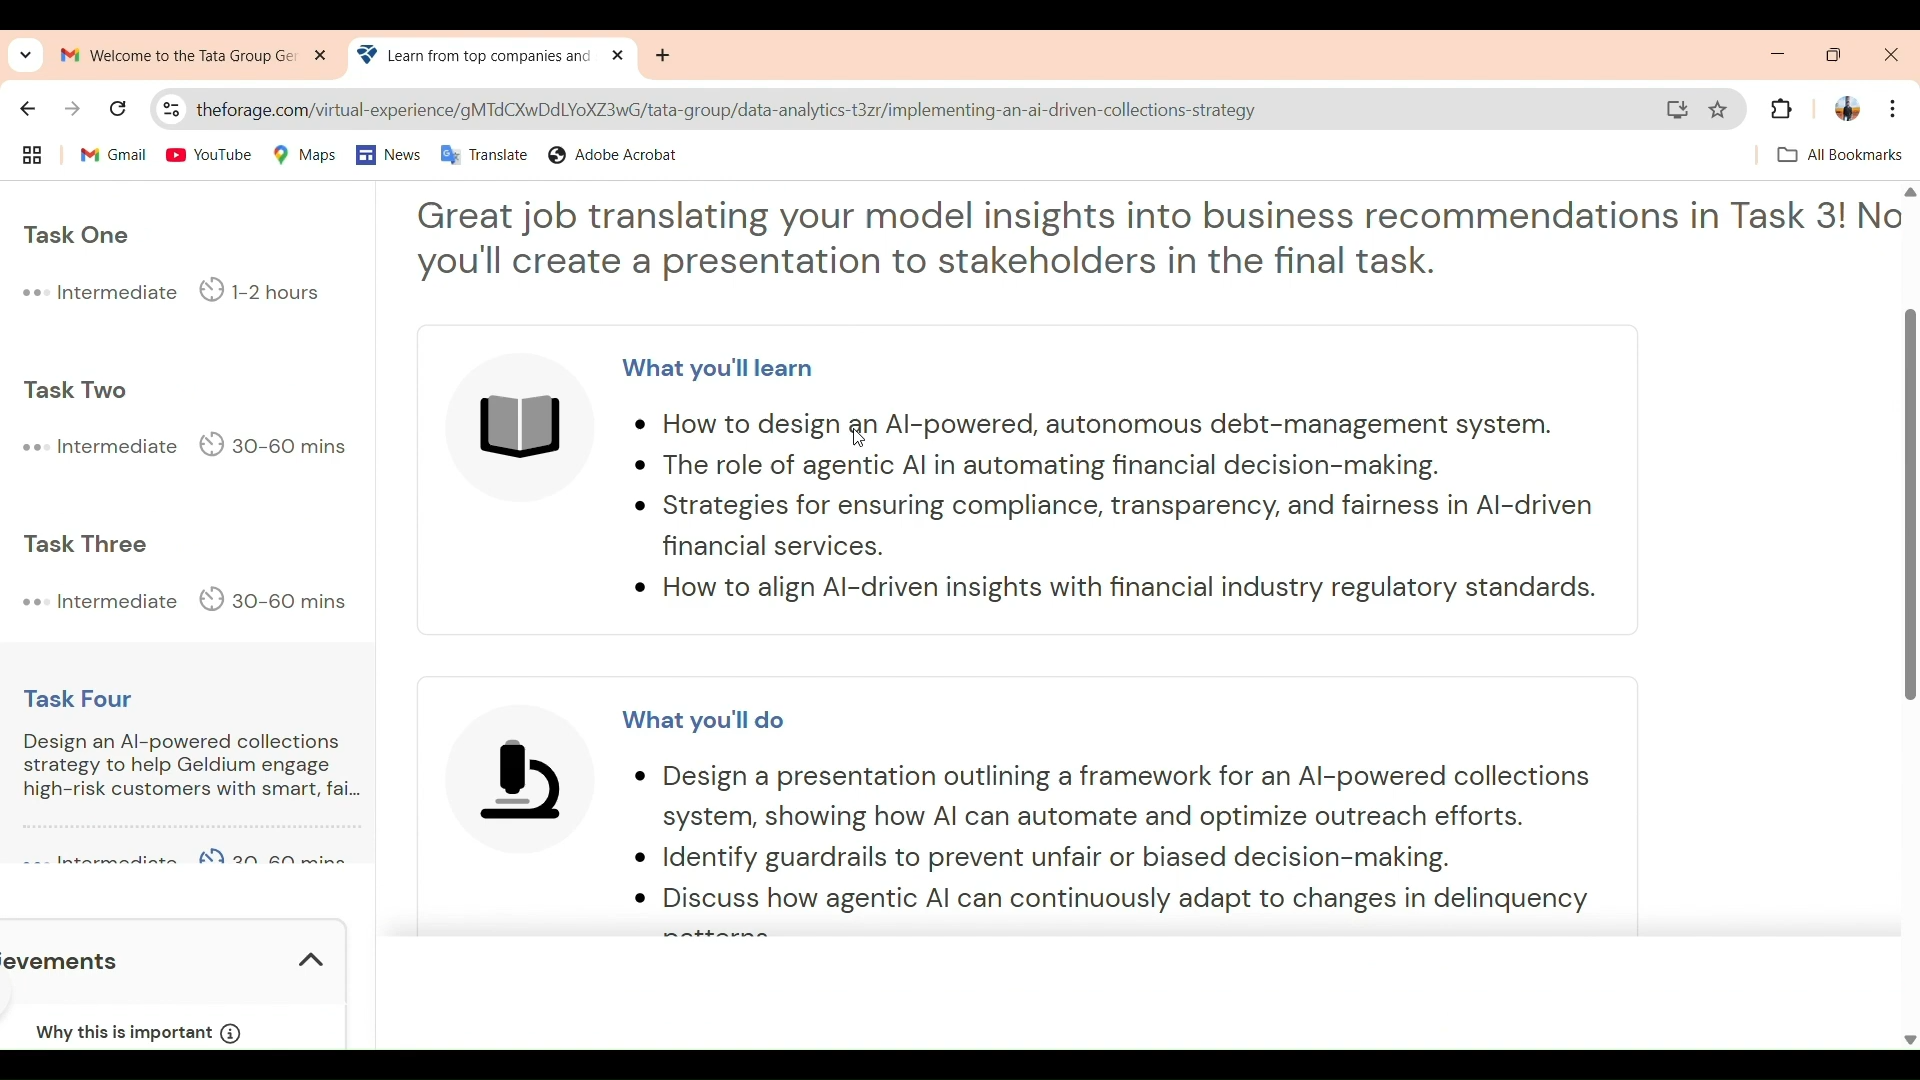 Welcome to the Tata Group Ger
Learn from top companies and
theforage.com/virtual-experience/gMTdCXwDdLYoXZ3wG/tata-group/data-analytics-t3zr/implementing-an-ai-driven-collections-strategy
Gmail YouTube Maps News Translate Adobe Acrobat All Bookmarks
Task One
Intermediate 1-2 hours
Task Two
Intermediate 30-60 mins
Task Three
Intermediate 30-60 mins
Task Four
Design an AI-powered collections
strategy to help Geldium engage
high-risk customers with smart, fai...
Intermediate 30-60 mins
ievements
Why this is important
Great job translating your model insights into business recommendations in Task 3! No
you'll create a presentation to stakeholders in the final task.
What you'll learn
• How to design an AI-powered, autonomous debt-management system.
• The role of agentic AI in automating financial decision-making.
• Strategies for ensuring compliance, transparency, and fairness in AI-driven
financial services.
• How to align AI-driven insights with financial industry regulatory standards.
What you'll do
• Design a presentation outlining a framework for an AI-powered collections
system, showing how AI can automate and optimize outreach efforts.
• Identify guardrails to prevent unfair or biased decision-making.
• Discuss how agentic AI can continuously adapt to changes in delinquency
patterns